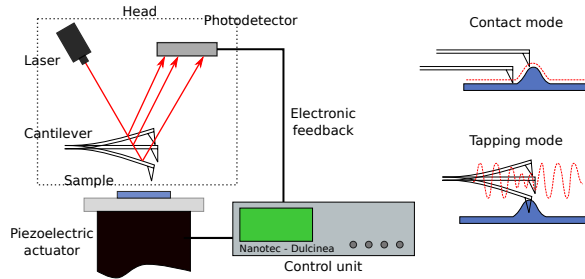 Head
Photodetector
Laser
Contact mode
Electronic
feedback
Cantilever
Tapping mode
Sample
Piezoelectric
actuator
Nanotec - Dulcinea
Control unit